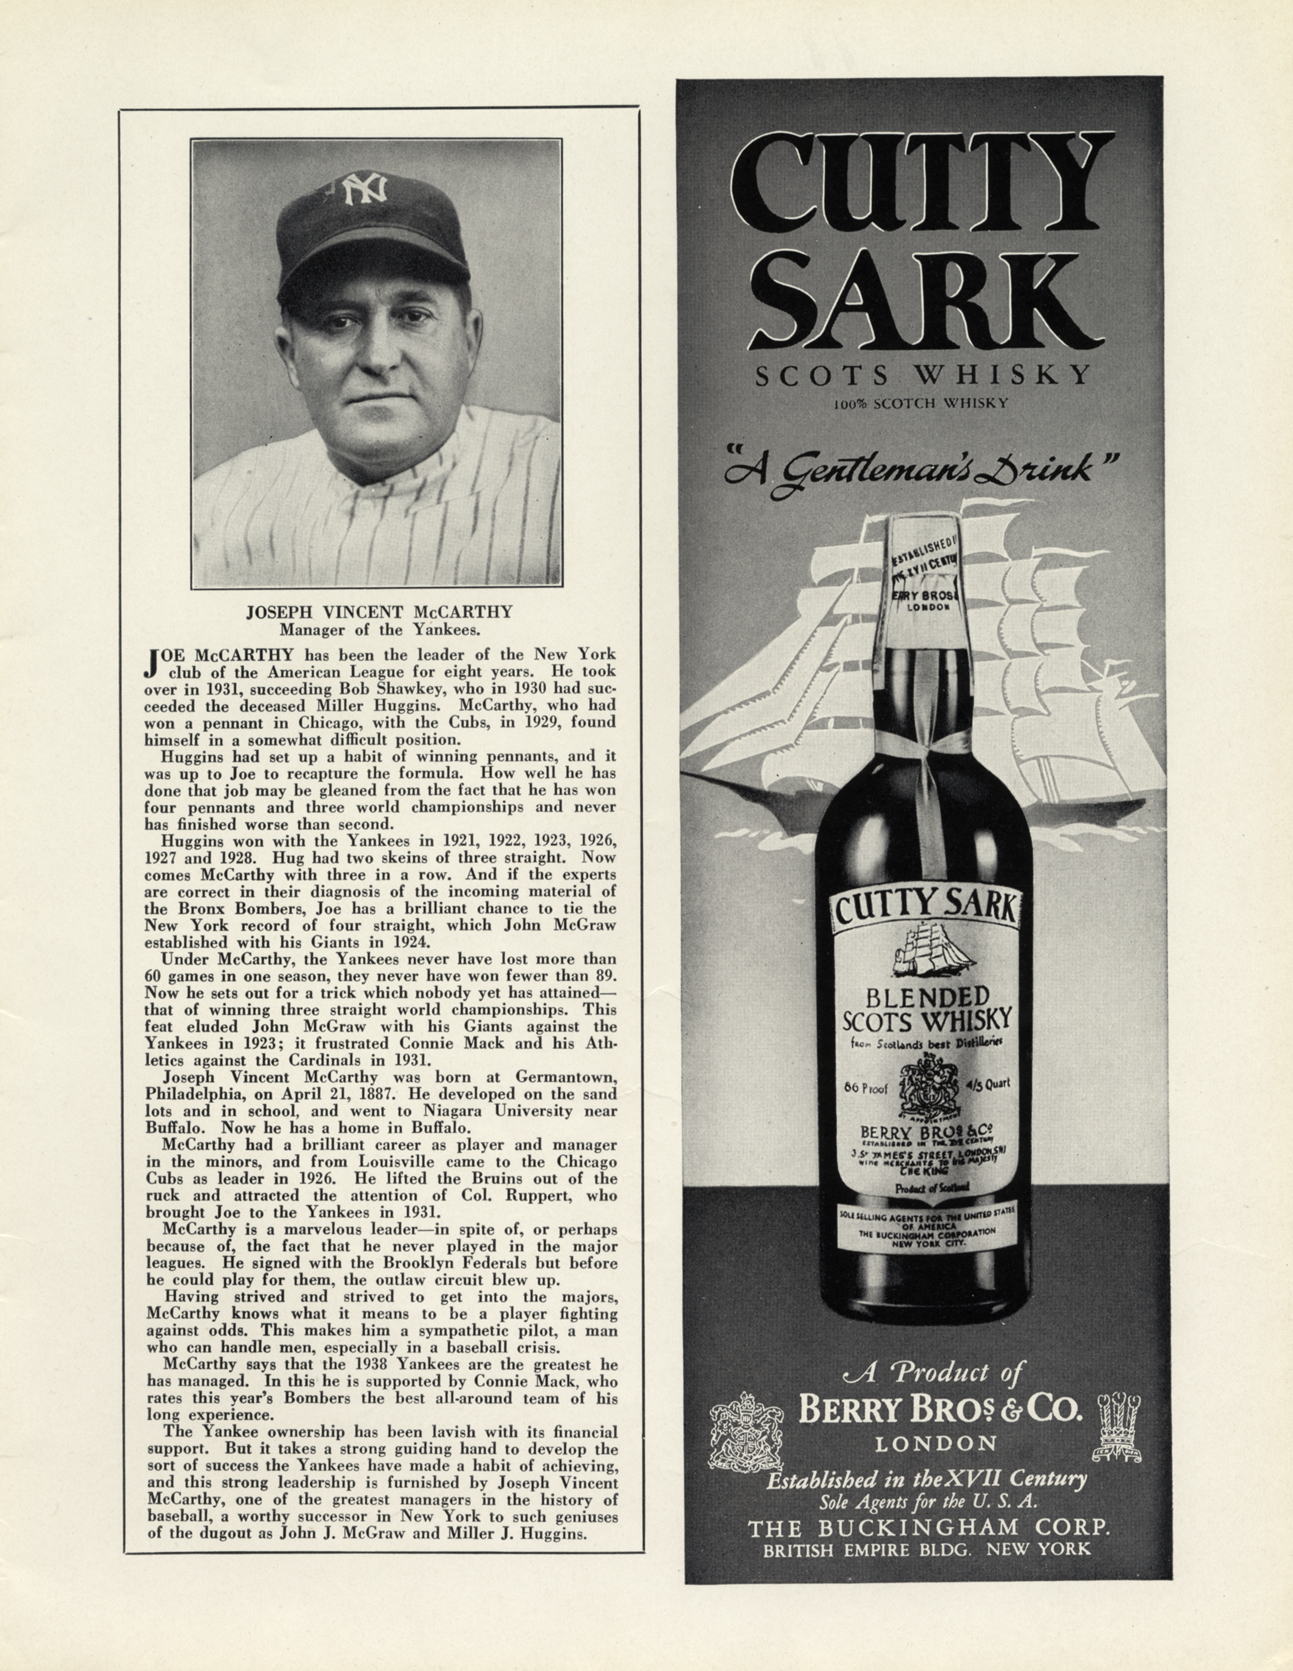 NY
JOSEPH VINCENT McCARTHY
Manager of the Yankees.
JOE McCARTHY has been the leader of the New York
club of the American League for eight years. He took
over in 1931, succeeding Bob Shawkey, who in 1930 had suc-
ceeded the deceased Miller Huggins. McCarthy, who had
won a pennant in Chicago, with the Cubs, in 1929, found
himself in a somewhat difficult position.
Huggins had set up a habit of winning pennants, and it
was up to Joe to recapture the formula. How well he has
done that job may be gleaned from the fact that he has won
four pennants and three world championships and never
has finished worse than second.
Huggins won with the Yankees in 1921, 1922, 1923, 1926,
1927 and 1928. Hug had two skeins of three straight. Now
comes McCarthy with three in a row. And if the experts
are correct in their diagnosis of the incoming material of
the Bronx Bombers, Joe has a brilliant chance to tie the
New York record of four straight, which John McGraw
established with his Giants in 1924.
Under McCarthy, the Yankees never have lost more than
60 games in one season, they never have won fewer than 89.
Now he sets out for a trick which nobody yet has attained—
that of winning three straight world championships. This
feat eluded John McGraw with his Giants against the
Yankees in 1923; it frustrated Connie Mack and his Ath-
letics against the Cardinals in 1931.
Joseph Vincent McCarthy was born at Germantown,
Philadelphia, on April 21, 1887. He developed on the sand
lots and in school, and went to Niagara University near
Buffalo. Now he has a home in Buffalo.
McCarthy had a brilliant career as player and manager
in the minors, and from Louisville came to the Chicago
Cubs as leader in 1926. He lifted the Bruins out of the
ruck and attracted the attention of Col. Ruppert, who
brought Joe to the Yankees in 1931.
McCarthy is a marvelous leader—in spite of, or perhaps
because of, the fact that he never played in the major
leagues. He signed with the Brooklyn Federals but before
he could play for them, the outlaw circuit blew up.
Having strived and strived to get into the majors,
McCarthy knows what it means to be a player fighting
against odds. This makes him a sympathetic pilot, a man
who can handle men, especially in a baseball crisis.
McCarthy says that the 1938 Yankees are the greatest he
has managed. In this he is supported by Connie Mack, who
rates this year's Bombers the best all-around team of his
long experience.
The Yankee ownership has been lavish with its financial
support. But it takes a strong guiding hand to develop the
sort of success the Yankees have made a habit of achieving,
and this strong leadership is furnished by Joseph Vincent
McCarthy, one of the greatest managers in the history of
baseball, a worthy successor in New York to such geniuses
of the dugout as John J. McGraw and Miller J. Huggins.
CUTTY
SARK
SCOTS WHISKY
100% SCOTCH WHISKY
"A Gentleman's Drink"
ESTABLISHED
XVII
BROS
LONDON
CUTTY SARK
BLENDED
SCOTS WHISKY
from Scotland's best Distilleries
86 Proof 4/5 Quart
BY APPOINTMENT
BERRY BROS & CO
ESTABLISHED IN THE XVII CENTURY
3, ST JAMES'S STREET, LONDON, SW1
WINE MERCHANTS TO HIS MAJESTY
THE KING
Product of Scotland
SOLE SELLING AGENTS FOR THE UNITED STATES
OF AMERICA
THE BUCKINGHAM CORPORATION
NEW YORK CITY.
A Product of
BERRY BROS & CO.
LONDON
Established in the XVII Century
Sole Agents for the U. S. A.
THE BUCKINGHAM CORP.
BRITISH EMPIRE BLDG. NEW YORK